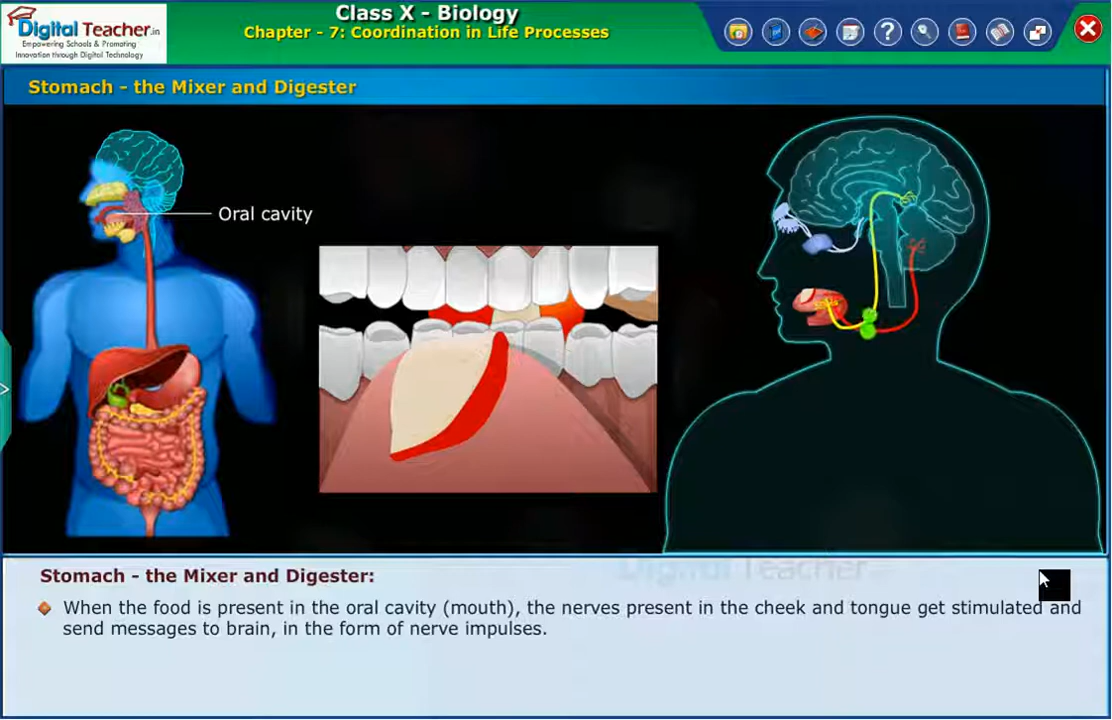 Digital Teacher.in
Empowering Schools & Promoting
Innovation through Digital Technology
Class X - Biology
Chapter - 7: Coordination in Life Processes
Stomach - the Mixer and Digester
Oral cavity
Digital Teacher
Stomach - the Mixer and Digester:
When the food is present in the oral cavity (mouth), the nerves present in the cheek and tongue get stimulated and
send messages to brain, in the form of nerve impulses.